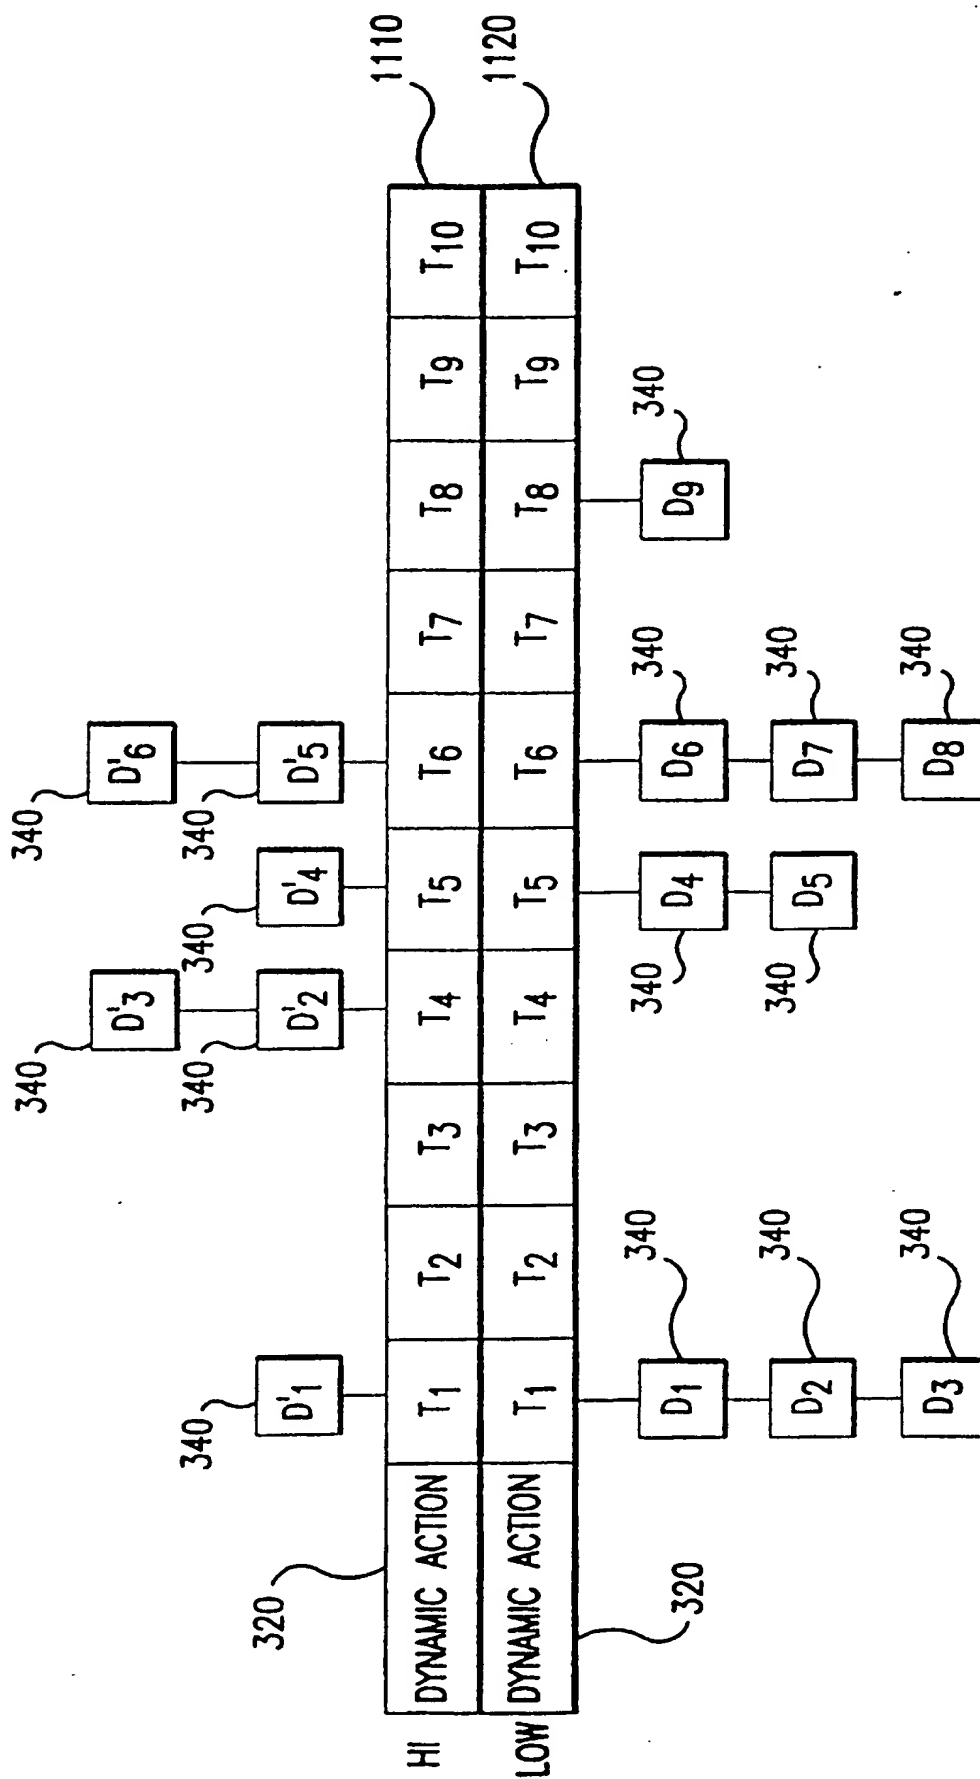 340
340
D'3
D'6
340
340
340
340
340
D'1
D'2
D'4
D'5
320
1110
HI
DYNAMIC ACTION
T1
T2
T3
T4
T5
T6
T7
T8
T9
T10
LOW
DYNAMIC ACTION
T1
T2
T3
T4
T5
T6
T7
T8
T9
T10
1120
320
340
340
340
340
D1
D4
D6
D9
340
340
340
D2
D5
D7
340
340
D3
D8